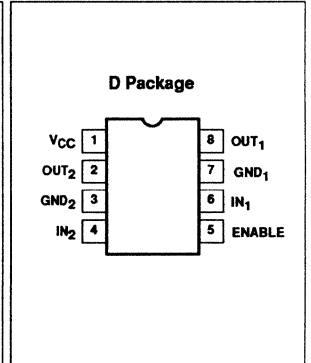 D Package
VCC 1 8 OUT1
OUT2 2 7 GND1
GND2 3 6 IN1
IN2 4 5 ENABLE